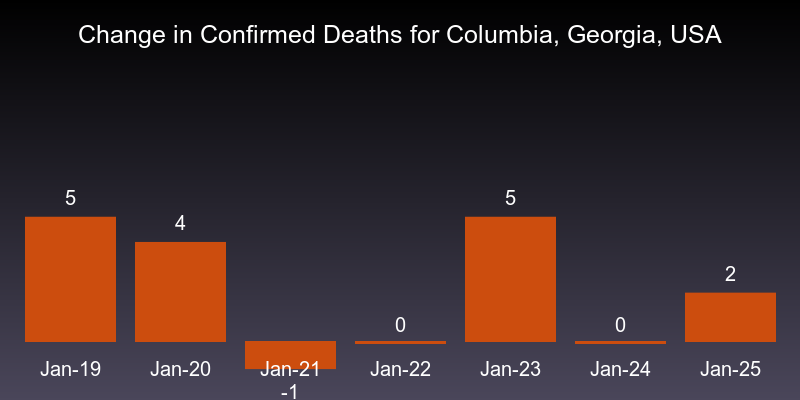 Change in Confirmed Deaths for Columbia, Georgia, USA
5
4
5
2
0
0
Jan-19
Jan-20
Jan-21
Jan-22
Jan-23
Jan-24
Jan-25
-1